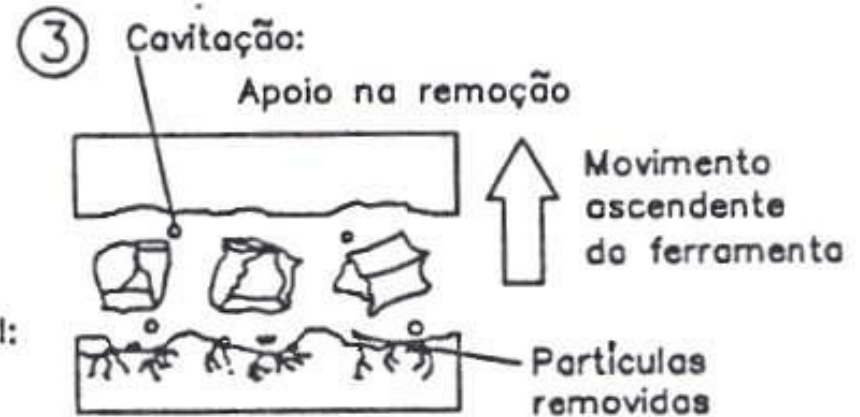 3 Cavitação:
Apoio na remoção
Movimento
ascendente
da ferramenta
l:
Partículas
removidas